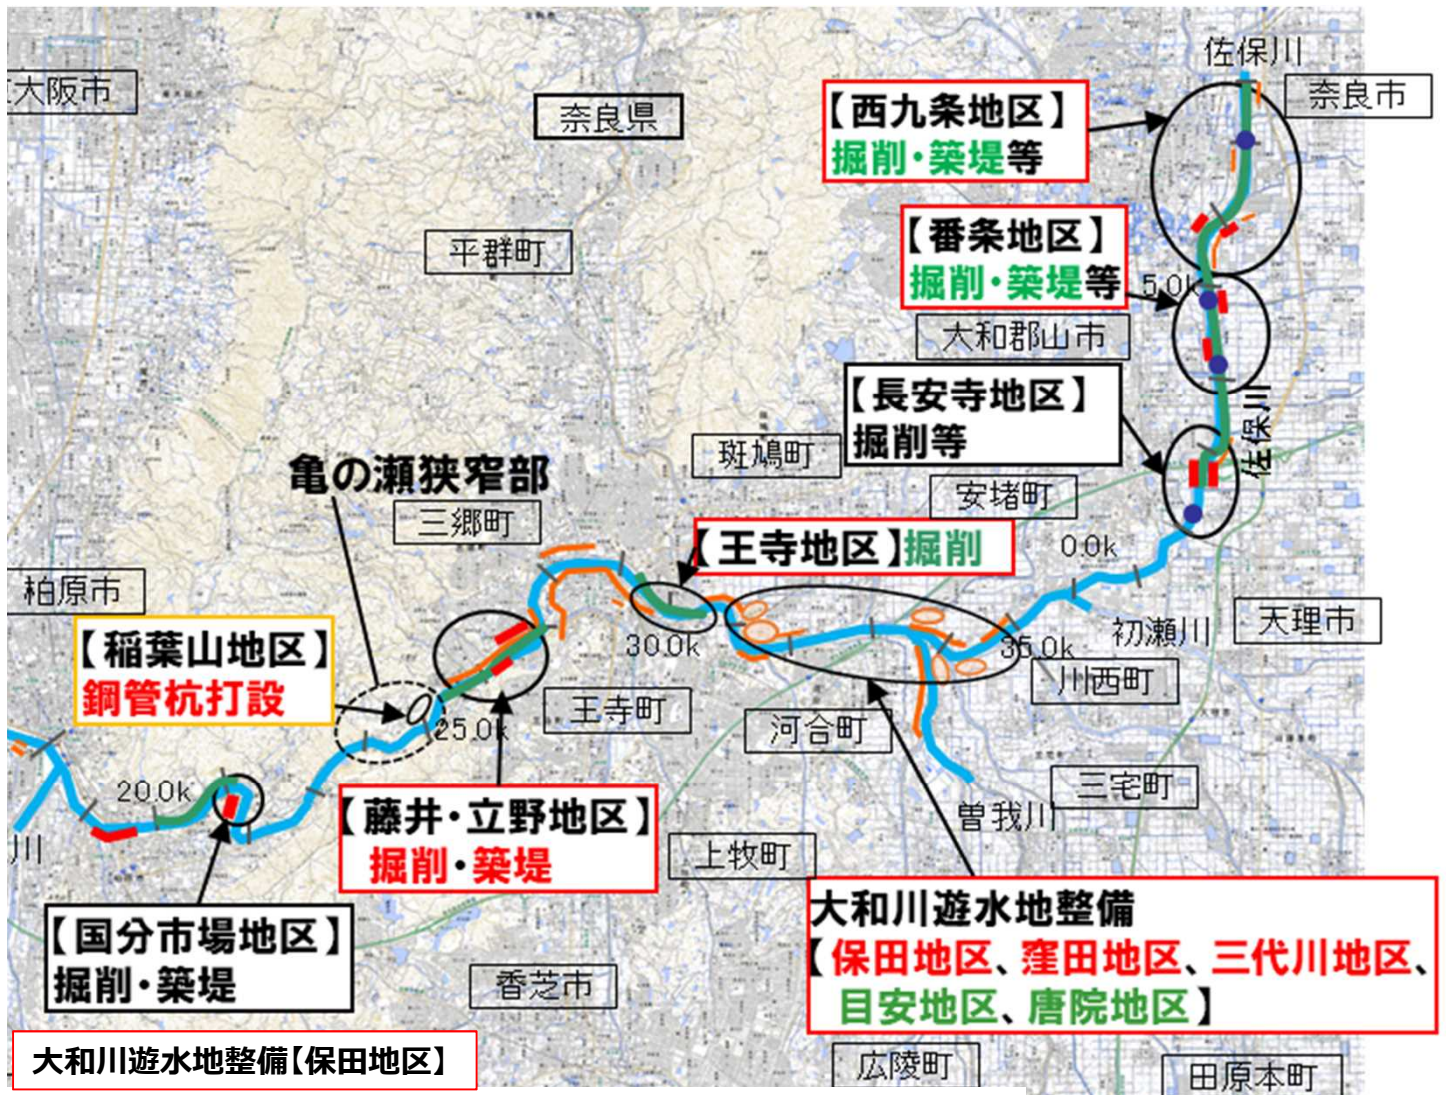 佐保川
大阪市
奈良市
奈良県
【西九条地区】
掘削・築堤等
平群町
【番条地区】
掘削・築堤等
5.0k
大和郡山市
【長安寺地区】
掘削等
佐保川
斑鳩町
亀の瀬狭窄部
安堵町
三郷町
【王寺地区】掘削
0.0k
柏原市
天理市
初瀬川
【稲葉山地区】
鋼管杭打設
30.0k
35.0k
川西町
王寺町
河合町
25.0k
20.0k
三宅町
曽我川
川
【藤井・立野地区】
掘削・築堤
上牧町
大和川遊水地整備
【保田地区、窪田地区、三代川地区、
目安地区、唐院地区】
【国分市場地区】
掘削・築堤
香芝市
大和川遊水地整備【保田地区】
広陵町
田原本町